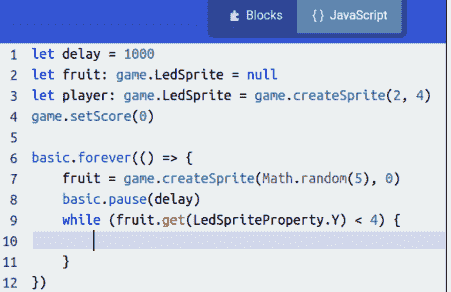 Blocks
{} JavaScript
1 let delay = 1000
2 let fruit: game.LedSprite = null
3 let player: game.LedSprite = game.createSprite(2, 4)
4 game.setScore(0)
5
6 basic.forever(() => {
7     fruit = game.createSprite(Math.random(5), 0)
8     basic.pause(delay)
9     while (fruit.get(LedSpriteProperty.Y) < 4) {
10
11     }
12 })